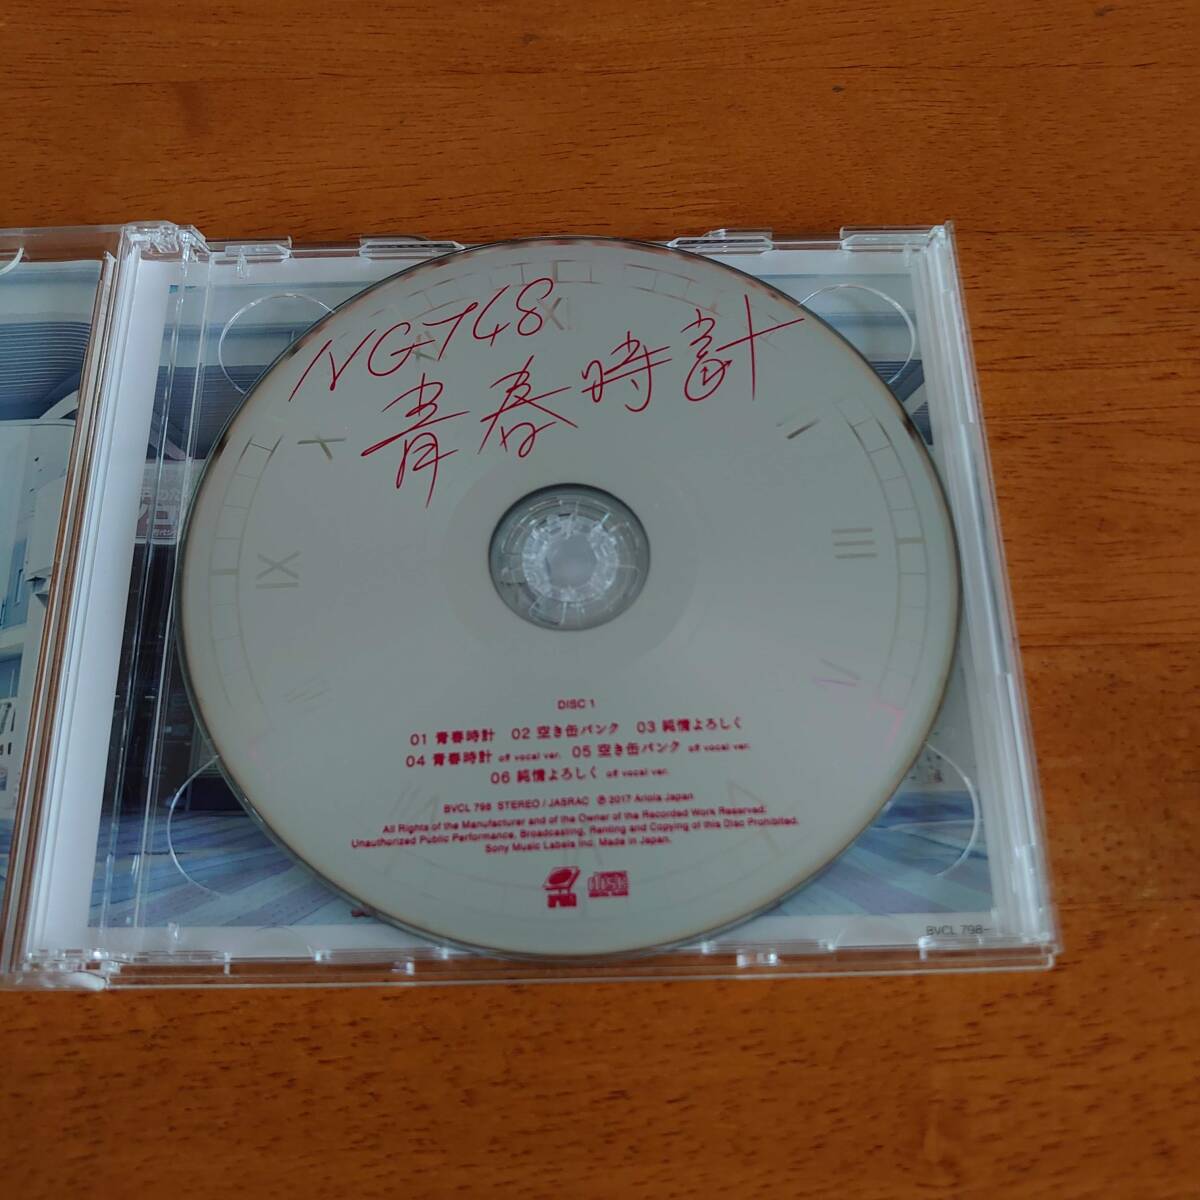 NGT48
青春時計
XII
X
I
IX
III
DISC 1
01 青春時計 02 空き缶パンク 03 純情よろしく
04 青春時計 off vocal ver. 05 空き缶パンク off vocal ver.
06 純情よろしく off vocal ver.
BVCL 798 STEREO / JASRAC ℗ 2017 Ariola Japan
All Rights of the Manufacturer and of the Owner of the Recorded Work Reserved.
Unauthorized Public Performance, Broadcasting, Renting and Copying of this Disc Prohibited.
Sony Music Labels Inc. Made in Japan.
BVCL 798~